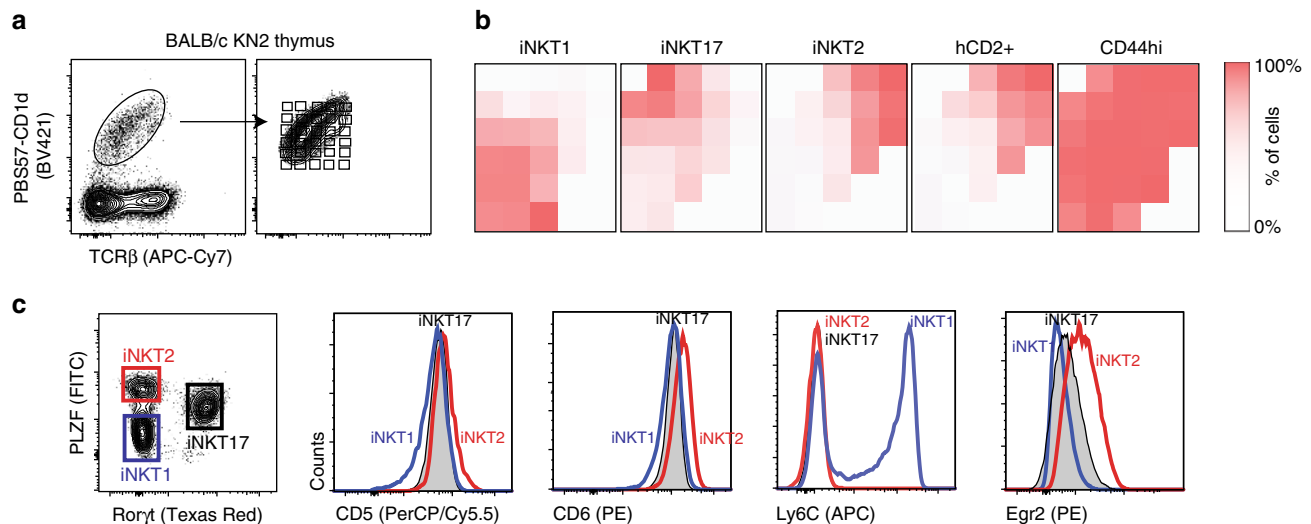 a
BALB/c KN2 thymus
PBS57-CD1d
(BV421)
TCRβ (APC-Cy7)
b
iNKT1
iNKT17
iNKT2
hCD2+
CD44hi
100%
% of cells
0%
c
PLZF (FITC)
iNKT2
iNKT17
iNKT1
Rorγt (Texas Red)
Counts
iNKT17
iNKT1
iNKT2
CD5 (PerCP/Cy5.5)
iNKT17
iNKT1
iNKT2
CD6 (PE)
iNKT2
iNKT17
iNKT1
Ly6C (APC)
iNKT17
iNKT1
iNKT2
Egr2 (PE)